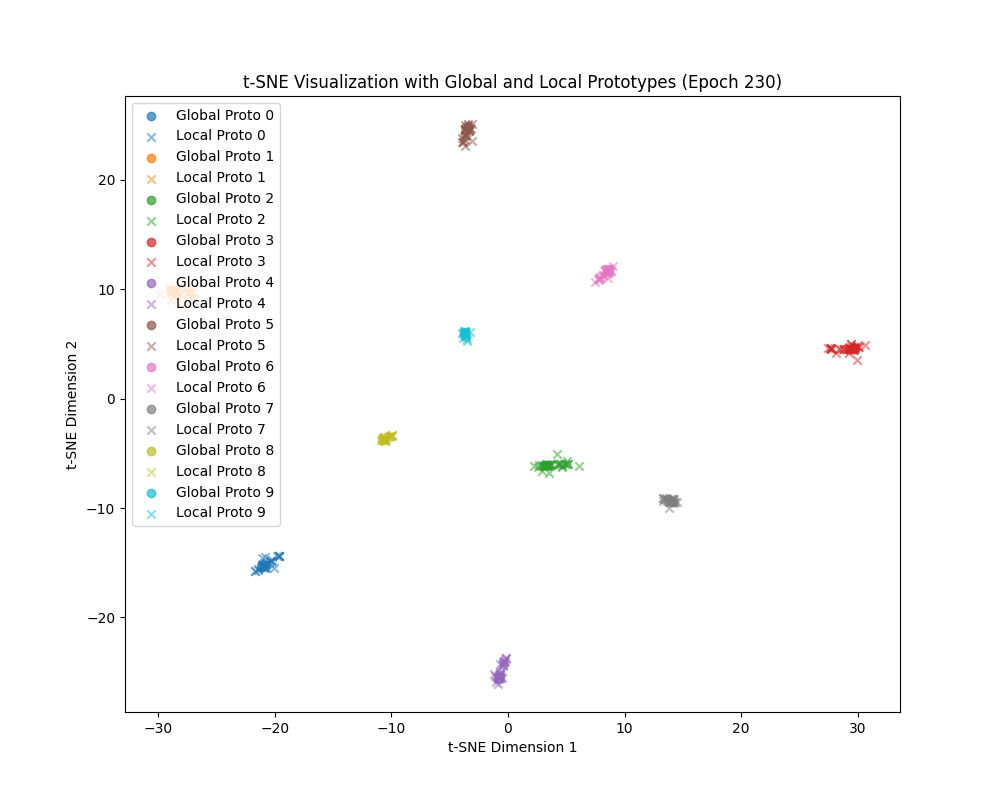 t-SNE Visualization with Global and Local Prototypes (Epoch 230)
Global Proto 0
Local Proto 0
Global Proto 1
Local Proto 1
Global Proto 2
Local Proto 2
Global Proto 3
Local Proto 3
Global Proto 4
Local Proto 4
Global Proto 5
Local Proto 5
Global Proto 6
Local Proto 6
Global Proto 7
Local Proto 7
Global Proto 8
Local Proto 8
Global Proto 9
Local Proto 9
t-SNE Dimension 2
20
10
0
−10
−20
−30
−20
−10
0
10
20
30
t-SNE Dimension 1